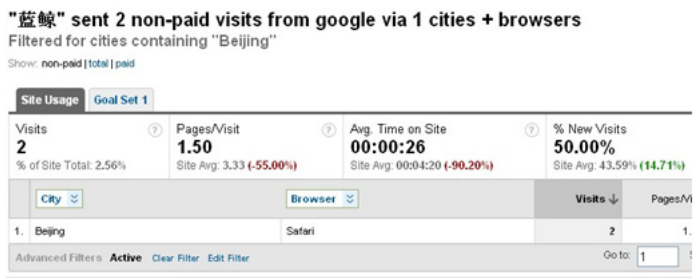 "蓝鲸" sent 2 non-paid visits from google via 1 cities + browsers
Filtered for cities containing "Beijing"
Show: non-paid | total | paid
Site Usage Goal Set 1
Visits ? Pages/Visit ? Avg. Time on Site ? % New Visits
2 1.50 00:00:26 50.00%
% of Site Total: 2.56% Site Avg: 3.33 (-55.00%) Site Avg: 00:04:20 (-90.20%) Site Avg: 43.59% (14.71%)
City Browser Visits ↓ Pages/Vi
1. Beijing Safari 2 1.
Advanced Filters Active Clear Filter Edit Filter Go to: 1